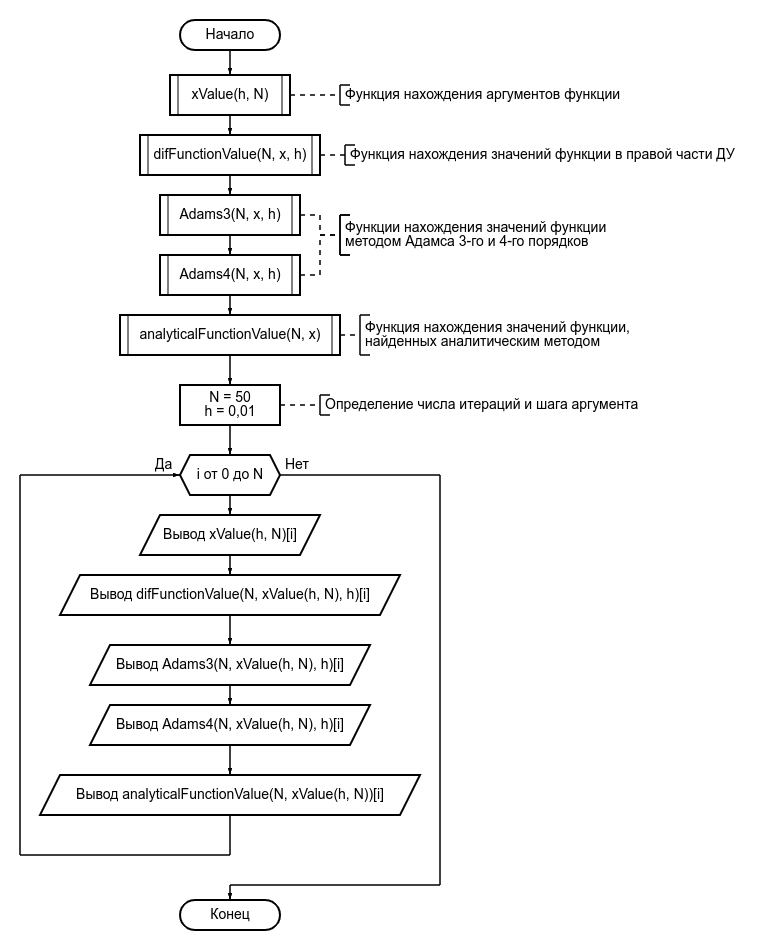 Начало
xValue(h, N)
Функция нахождения аргументов функции
difFunctionValue(N, x, h)
Функция нахождения значений функции в правой части ДУ
Adams3(N, x, h)
Функции нахождения значений функции
методом Адамса 3-го и 4-го порядков
Adams4(N, x, h)
analyticalFunctionValue(N, x)
Функция нахождения значений функции,
найденных аналитическим методом
N = 50
h = 0,01
Определение числа итераций и шага аргумента
Да
i от 0 до N
Нет
Вывод xValue(h, N)[i]
Вывод difFunctionValue(N, xValue(h, N), h)[i]
Вывод Adams3(N, xValue(h, N), h)[i]
Вывод Adams4(N, xValue(h, N), h)[i]
Вывод analyticalFunctionValue(N, xValue(h, N))[i]
Конец